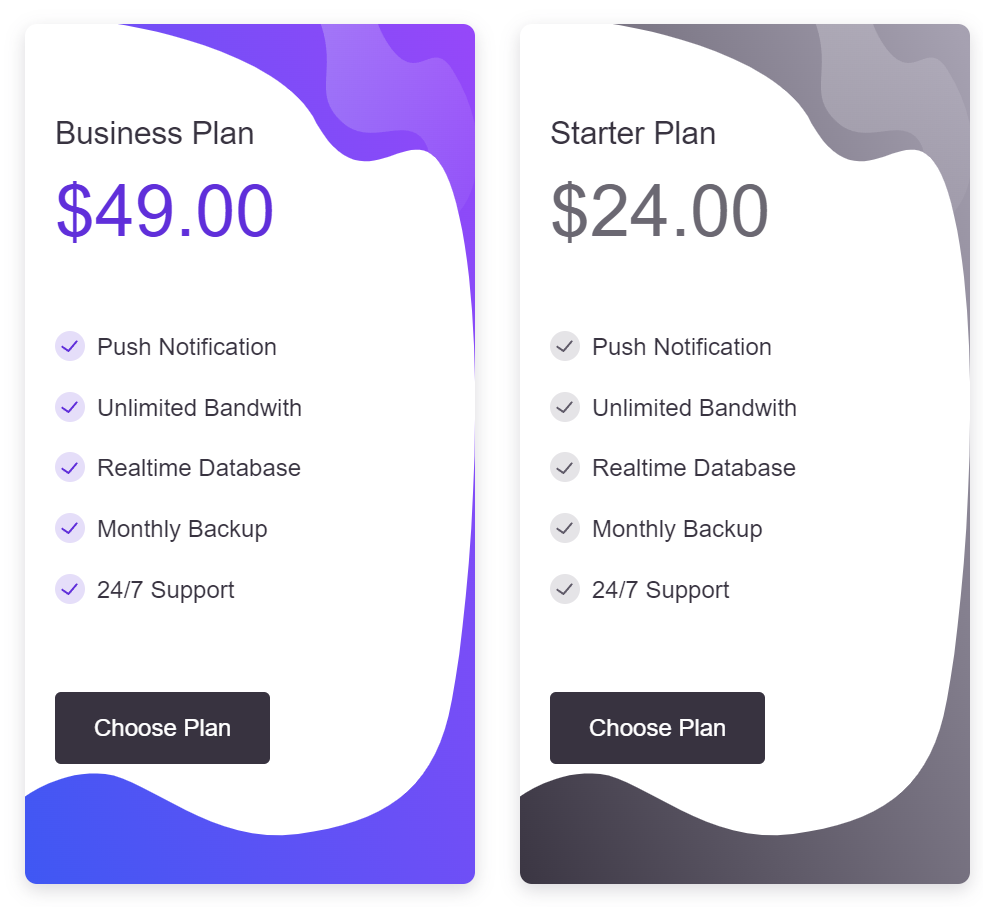 Business Plan
$49.00
Push Notification
Unlimited Bandwith
Realtime Database
Monthly Backup
24/7 Support
Choose Plan
Starter Plan
$24.00
Push Notification
Unlimited Bandwith
Realtime Database
Monthly Backup
24/7 Support
Choose Plan